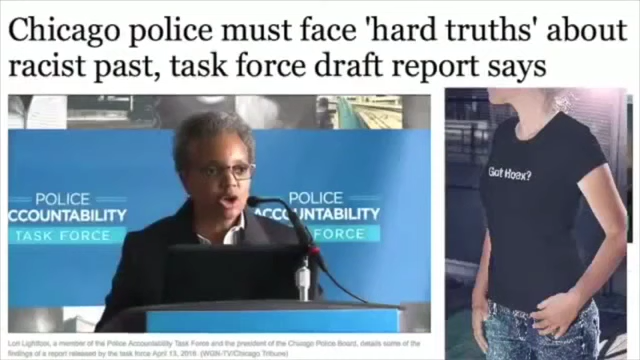 Chicago police must face 'hard truths' about
racist past, task force draft report says
POLICE
CCOUNTABILITY
TASK FORCE
POLICE
ACCOUNTABILITY
FORCE
Got Hoex?
Lori Lightfoot, a member of the Police Accountability Task Force and the president of the Chicago Police Board, details some of the
findings of a report released by the task force April 13, 2016. (WGN-TV/Chicago Tribune)